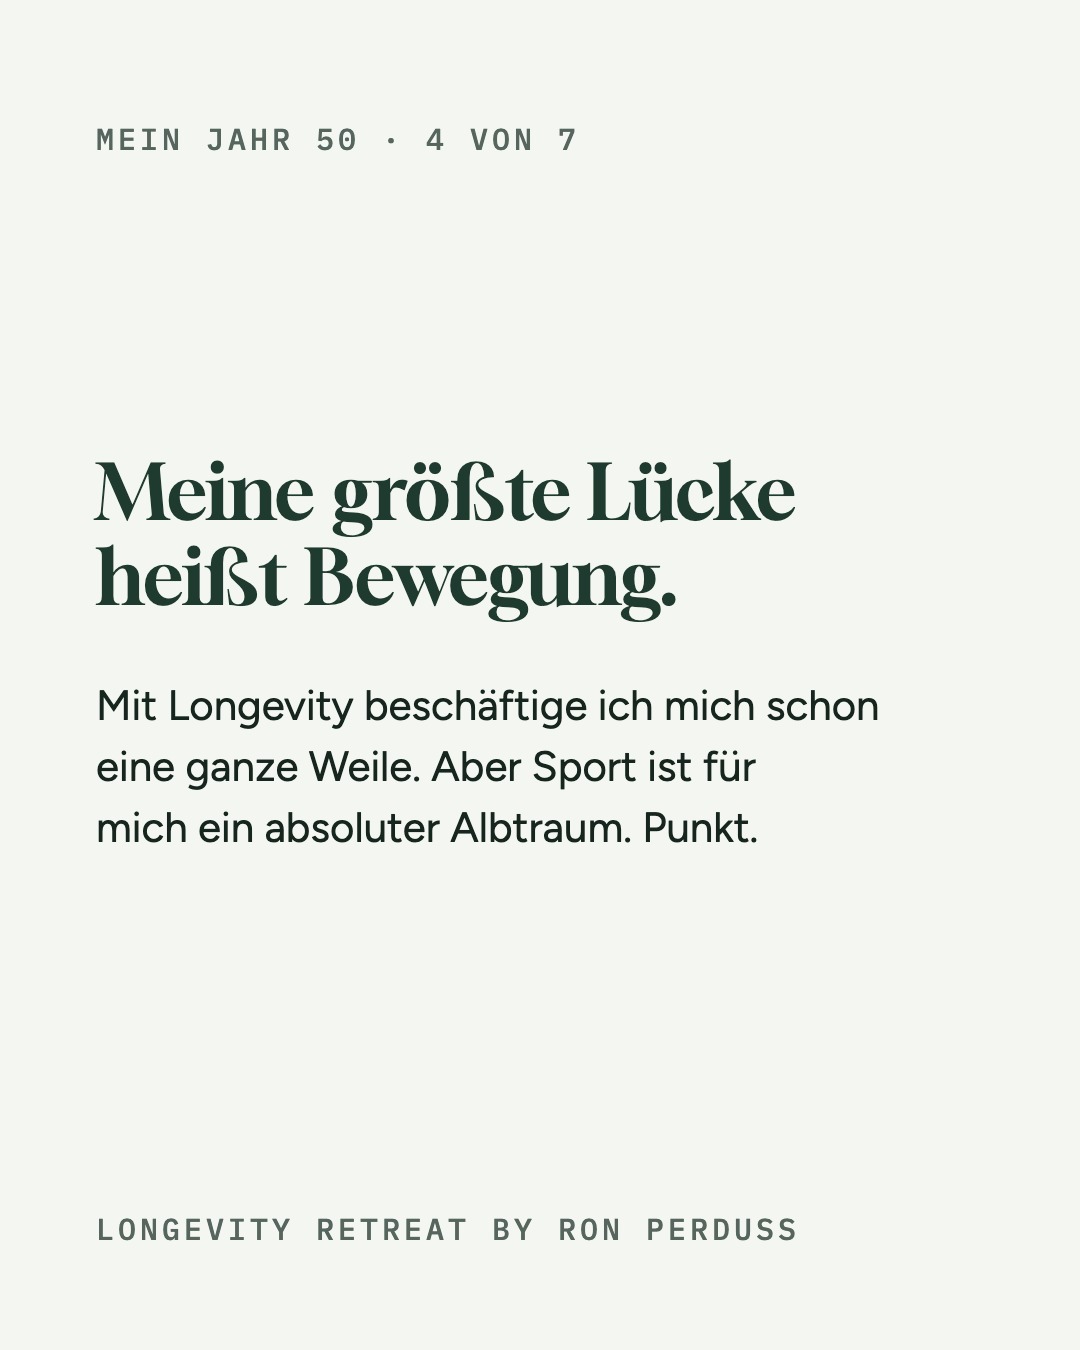 MEIN JAHR 50 · 4 VON 7
Meine größte Lücke
heißt Bewegung.
Mit Longevity beschäftige ich mich schon
eine ganze Weile. Aber Sport ist für
mich ein absoluter Albtraum. Punkt.
LONGEVITY RETREAT BY RON PERDUSS